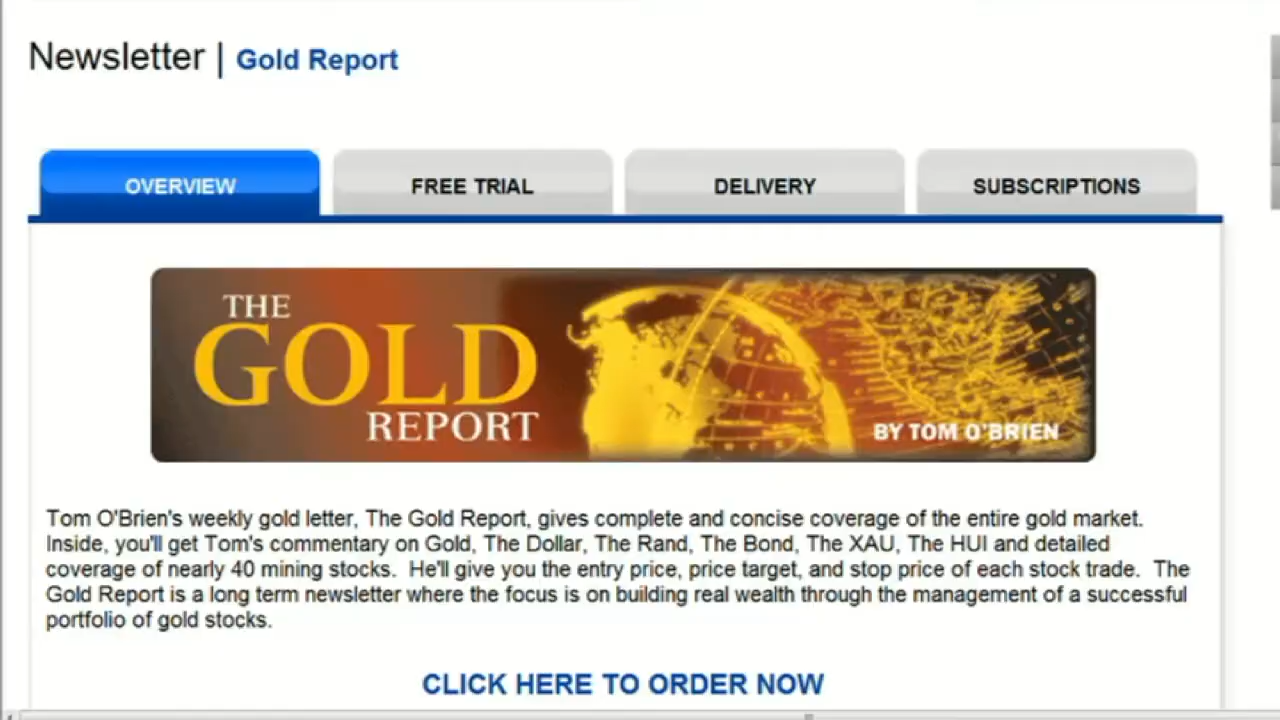 Newsletter | Gold Report
OVERVIEW
FREE TRIAL
DELIVERY
SUBSCRIPTIONS
THE
GOLD
REPORT
BY TOM O'BRIEN
Tom O'Brien's weekly gold letter, The Gold Report, gives complete and concise coverage of the entire gold market.
Inside, you'll get Tom's commentary on Gold, The Dollar, The Rand, The Bond, The XAU, The HUI and detailed
coverage of nearly 40 mining stocks. He'll give you the entry price, price target, and stop price of each stock trade. The
Gold Report is a long term newsletter where the focus is on building real wealth through the management of a successful
portfolio of gold stocks.
CLICK HERE TO ORDER NOW